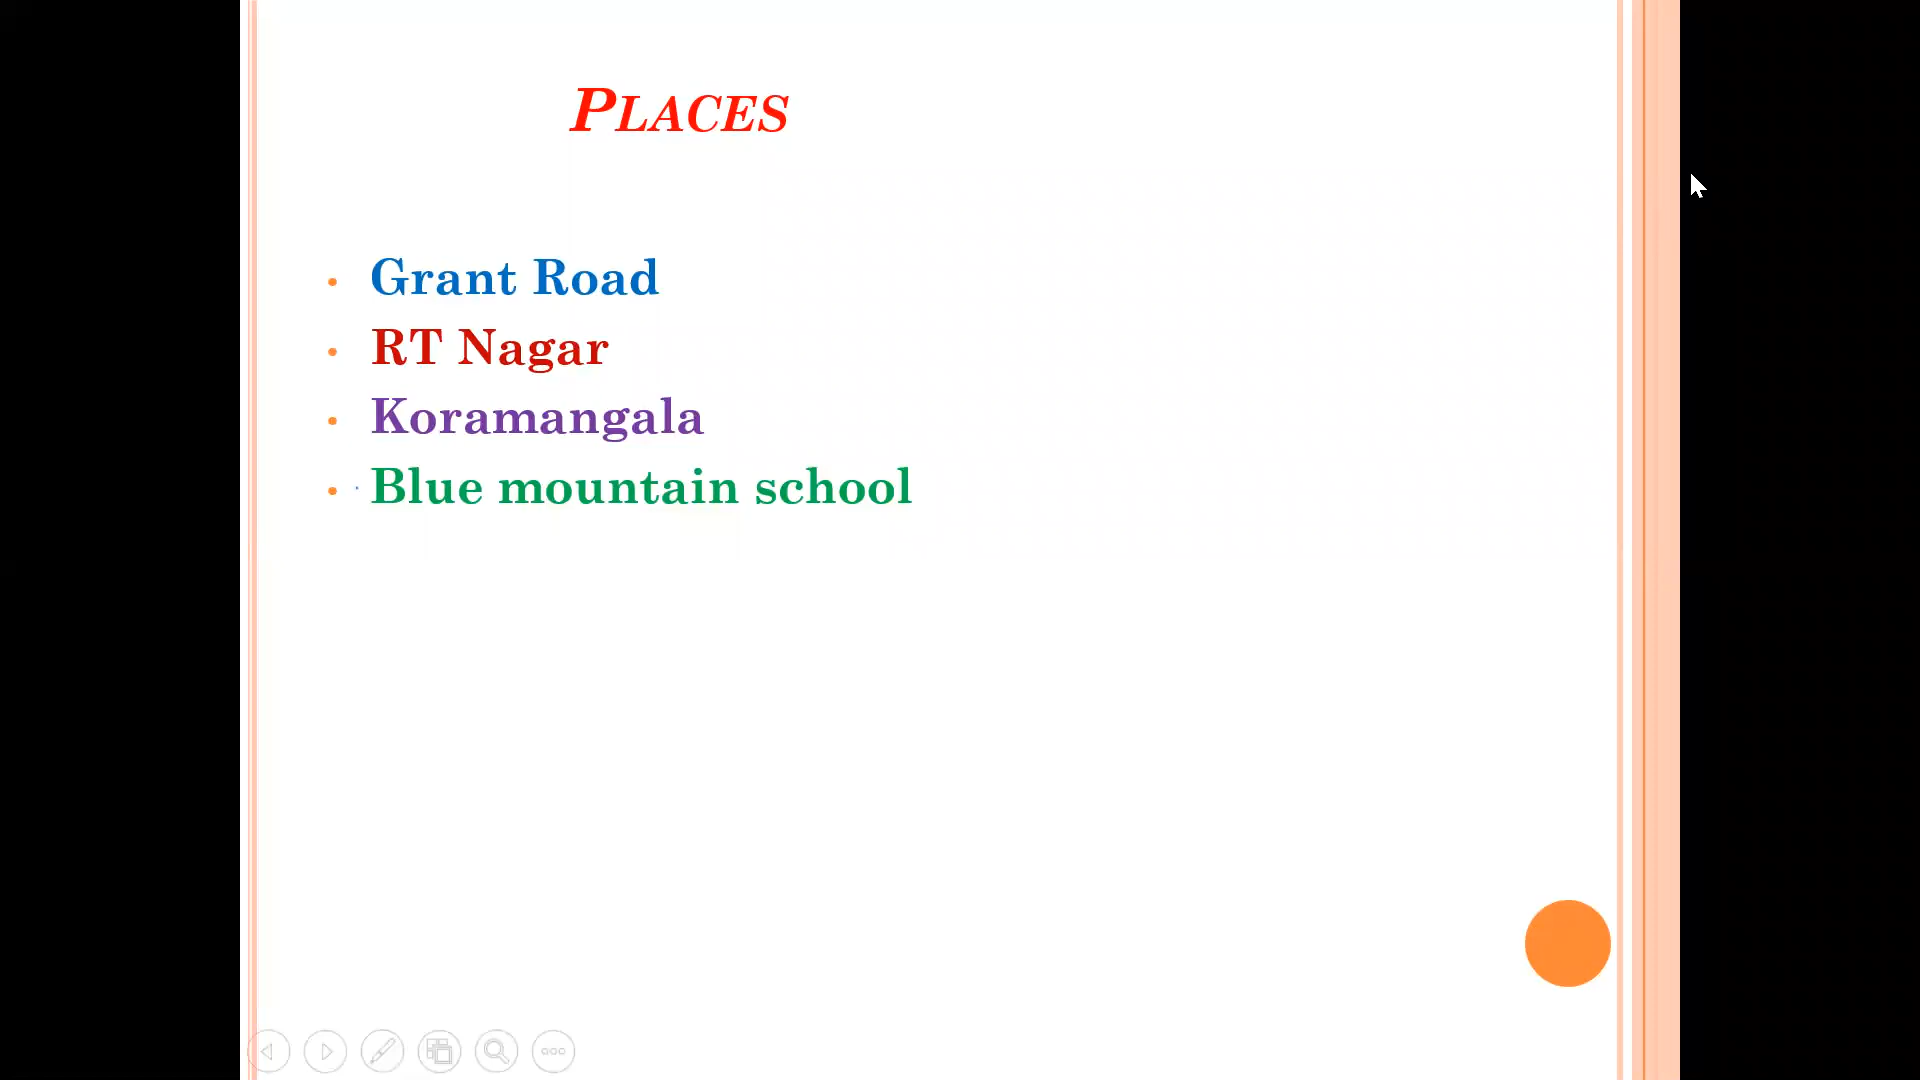 PLACES
• Grant Road
• RT Nagar
• Koramangala
• Blue mountain school